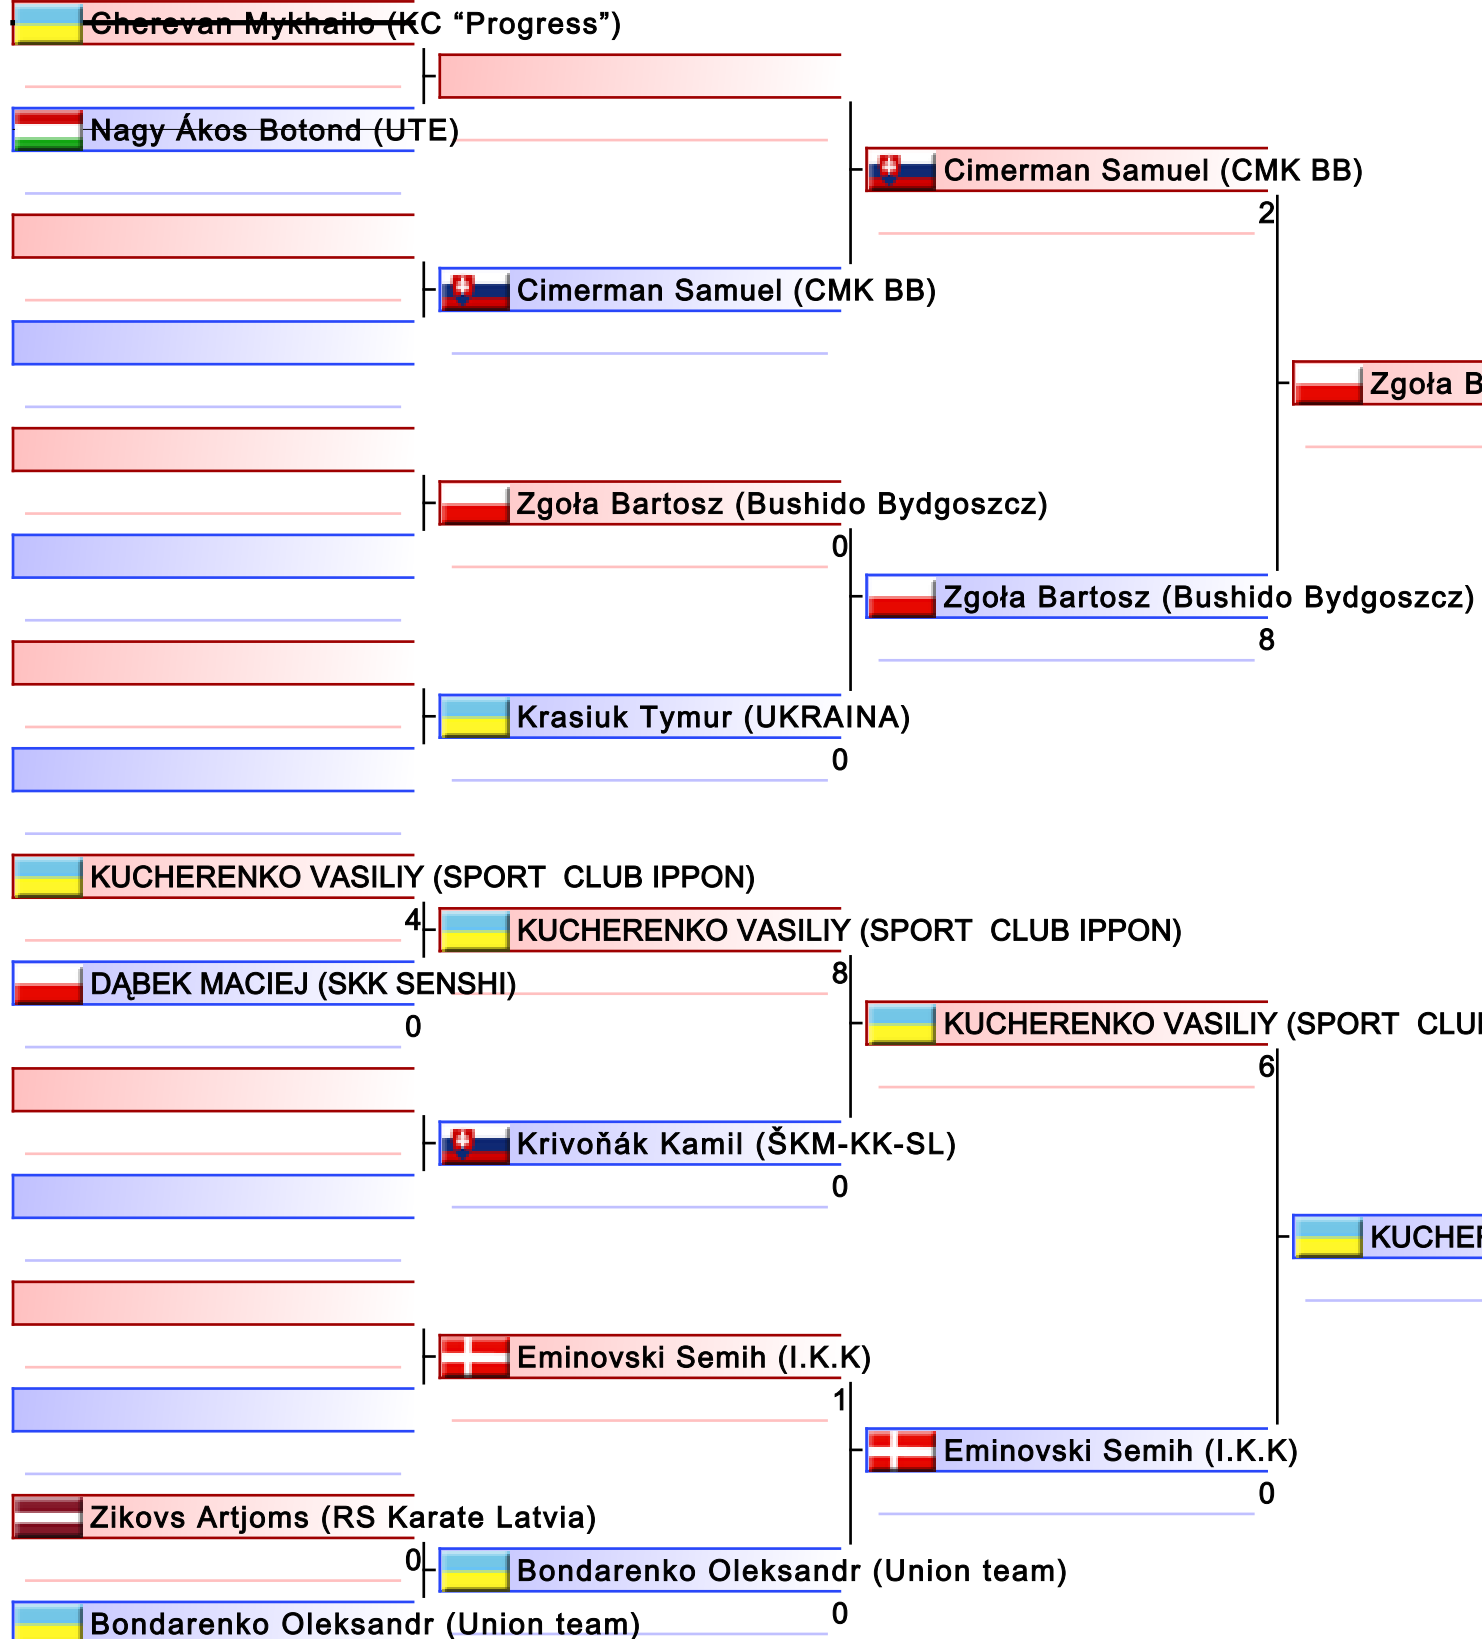 Cherevan Mykhailo (KC “Progress”)
Nagy Ákos Botond (UTE)
Cimerman Samuel (CMK BB)
2
Cimerman Samuel (CMK BB)
Zgoła B
Zgoła Bartosz (Bushido Bydgoszcz)
0
Zgoła Bartosz (Bushido Bydgoszcz)
8
Krasiuk Tymur (UKRAINA)
0
KUCHERENKO VASILIY (SPORT CLUB IPPON)
4
KUCHERENKO VASILIY (SPORT CLUB IPPON)
8
DĄBEK MACIEJ (SKK SENSHI)
0
KUCHERENKO VASILIY (SPORT CLU
6
Krivoňák Kamil (ŠKM-KK-SL)
0
KUCHE
Eminovski Semih (I.K.K)
1
Eminovski Semih (I.K.K)
0
Zikovs Artjoms (RS Karate Latvia)
0
Bondarenko Oleksandr (Union team)
0
Bondarenko Oleksandr (Union team)